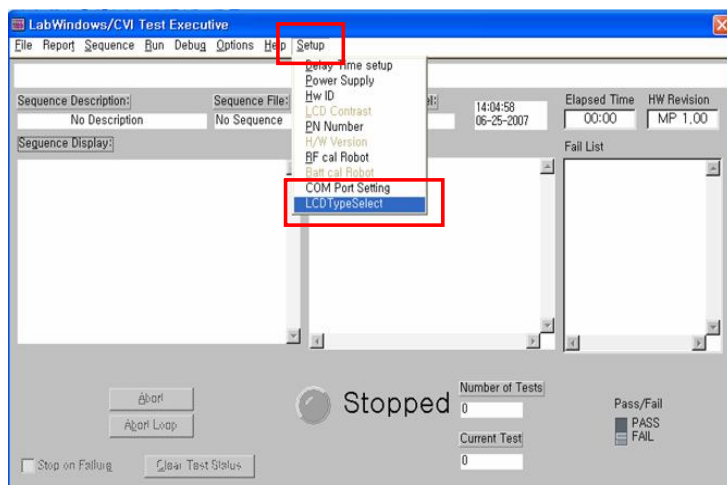 LabWindows/CVI Test Executive
File Report Sequence Run Debug Options Help Setup
Delay Time setup
Power Supply
Hw ID
LCD Contrast
PN Number
H/W Version
RF cal Robot
Batt cal Robot
COM Port Setting
LCDTypeSelect
Sequence Description:
No Description
Sequence File:
No Sequence
14:04:58
06-25-2007
Elapsed Time
00:00
HW Revision
MP 1,00
Sequence Display:
Fail List
Abort
Abort Loop
Stop on Failure
Clear Test Status
Stopped
Number of Tests
0
Current Test
0
Pass/Fail
PASS
FAIL